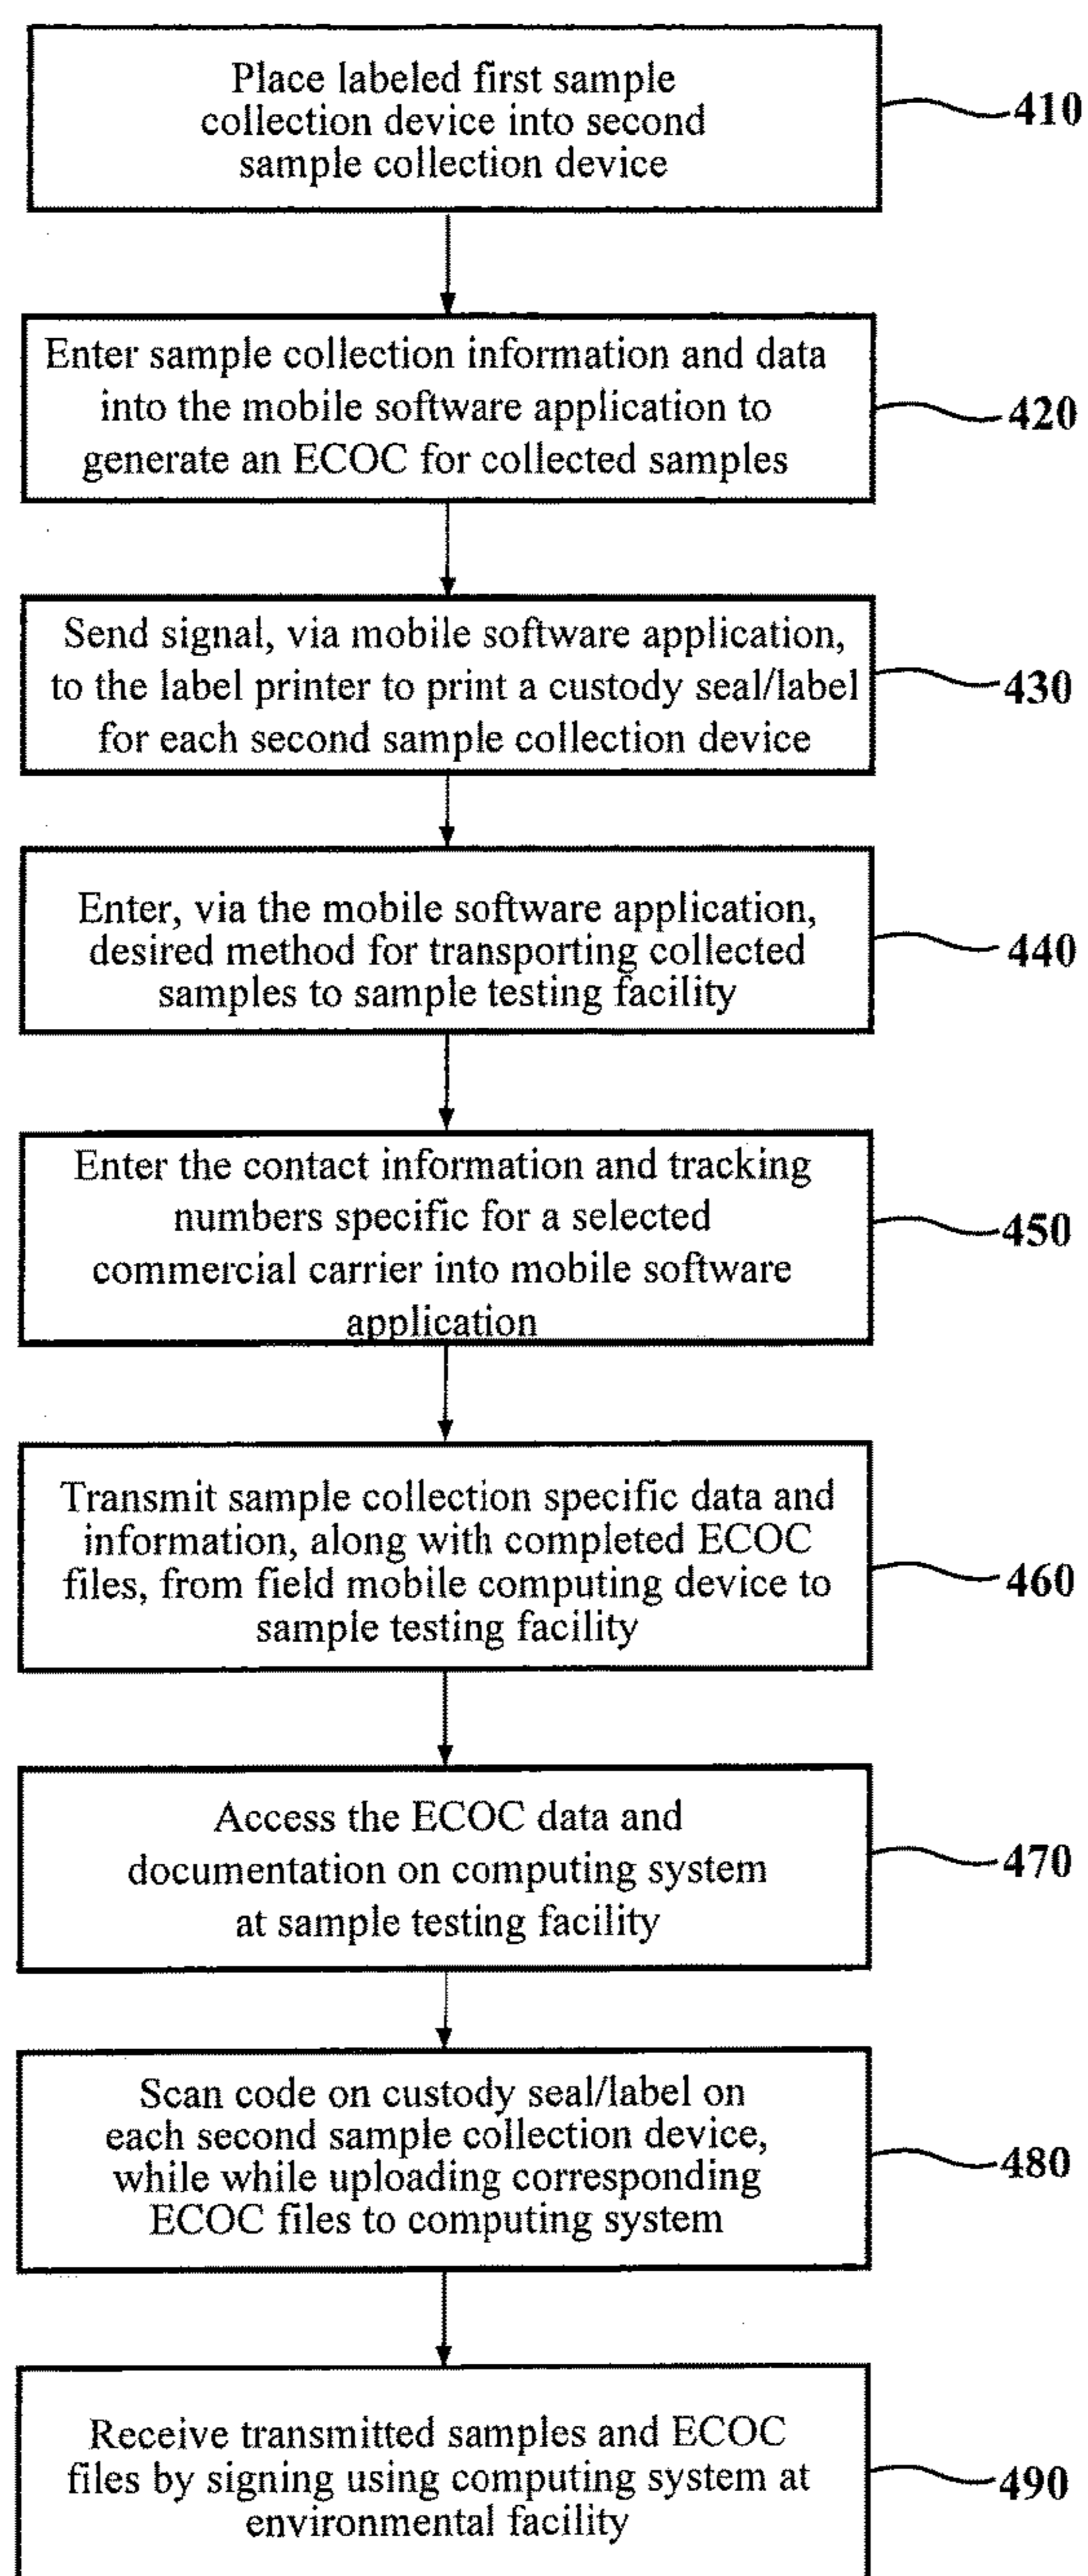 Place labeled first sample
collection device into second
sample collection device
410
Enter sample collection information and data
into the mobile software application to
generate an ECOC for collected samples
420
Send signal, via mobile software application,
to the label printer to print a custody seal/label
for each second sample collection device
430
Enter, via the mobile software application,
desired method for transporting collected
samples to sample testing facility
440
Enter the contact information and tracking
numbers specific for a selected
commercial carrier into mobile software
application
450
Transmit sample collection specific data and
information, along with completed ECOC
files, from field mobile computing device to
sample testing facility
460
Access the ECOC data and
documentation on computing system
at sample testing facility
470
Scan code on custody seal/label on
each second sample collection device,
while while uploading corresponding
ECOC files to computing system
480
Receive transmitted samples and ECOC
files by signing using computing system at
environmental facility
490